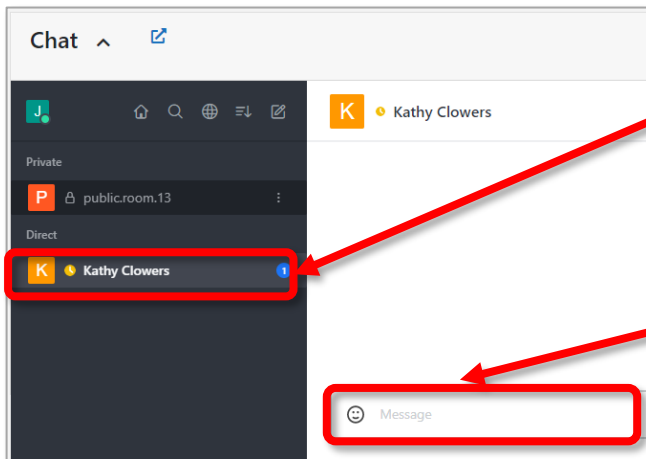 Chat
J
K Kathy Clowers
Private
P public.room.13
Direct
K Kathy Clowers 1
Message